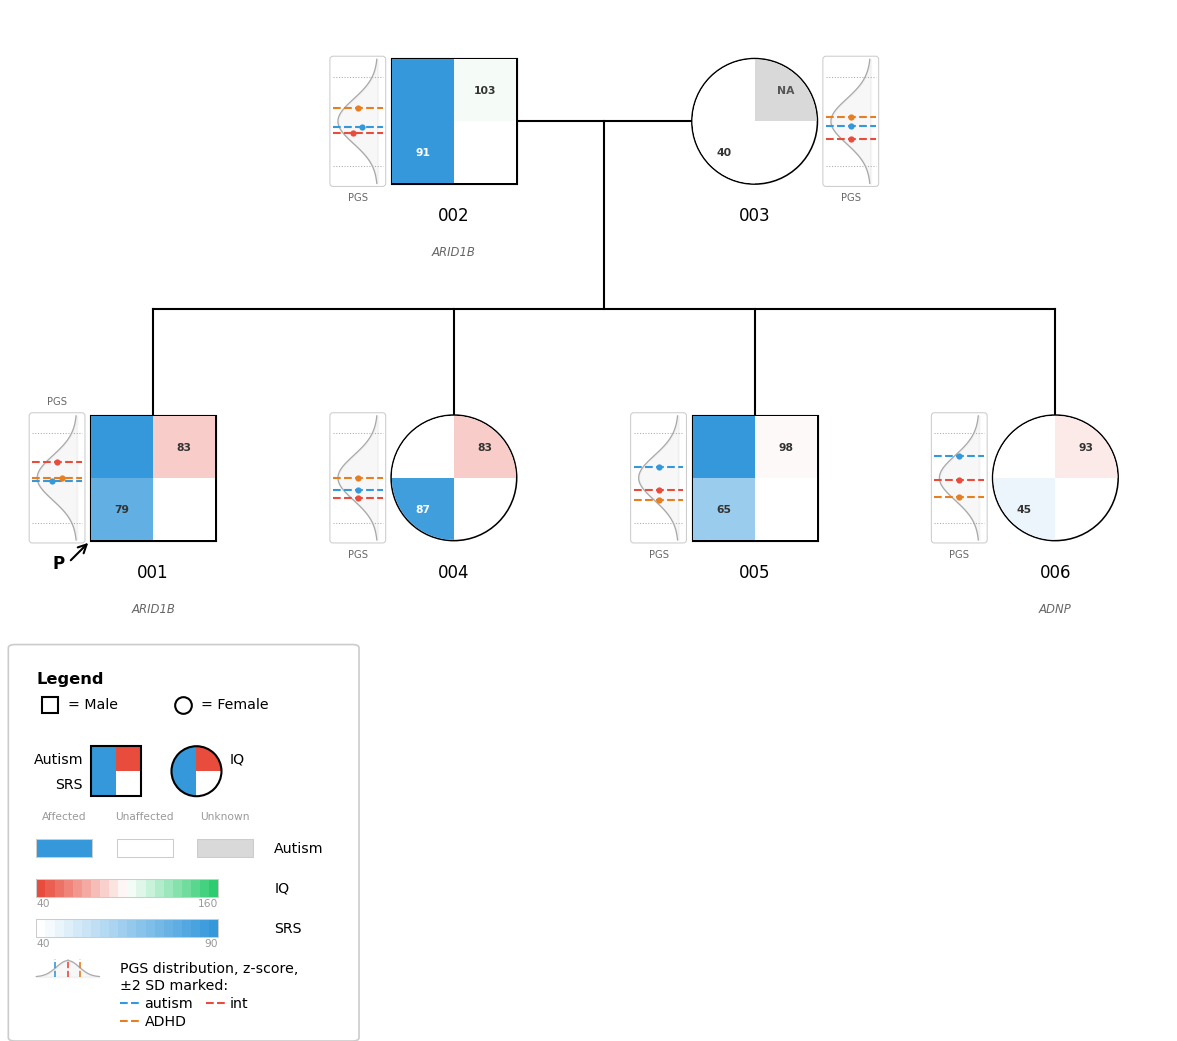 103
NA
91
40
PGS
PGS
002
003
ARID1B
PGS
83
83
98
93
79
87
65
45
PGS
PGS
PGS
P
001
004
005
006
ARID1B
ADNP
Legend
= Male
= Female
Autism
IQ
SRS
Affected
Unaffected
Unknown
Autism
IQ
40
160
SRS
40
90
PGS distribution, z-score,
±2 SD marked:
autism
int
ADHD